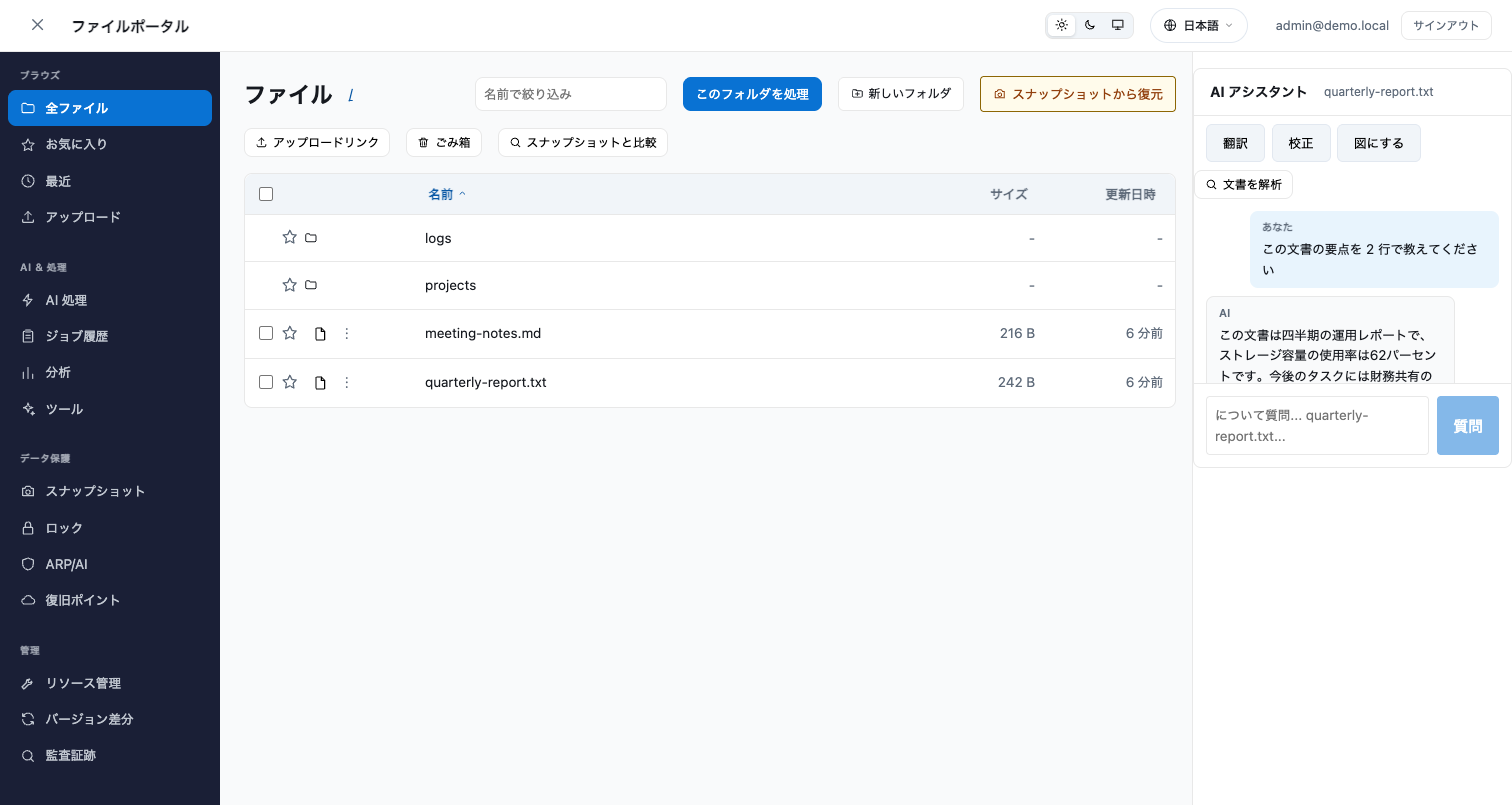 ファイルポータル
日本語
admin@demo.local
サインアウト
ブラウズ
全ファイル
お気に入り
最近
アップロード
AI & 処理
AI 処理
ジョブ履歴
分析
ツール
データ保護
スナップショット
ロック
ARP/AI
復旧ポイント
管理
リソース管理
バージョン差分
監査証跡
ファイル /
名前で絞り込み
このフォルダを処理
新しいフォルダ
スナップショットから復元
アップロードリンク
ごみ箱
スナップショットと比較
名前 サイズ 更新日時
logs - -
projects - -
meeting-notes.md 216 B 6 分前
quarterly-report.txt 242 B 6 分前
AI アシスタント quarterly-report.txt
翻訳 校正 図にする
文書を解析
あなた
この文書の要点を 2 行で教えてくださ
い
AI
この文書は四半期の運用レポートで、
ストレージ容量の使用率は62パーセン
トです。今後のタスクには財務共有の
について質問... quarterly-
report.txt...
質問